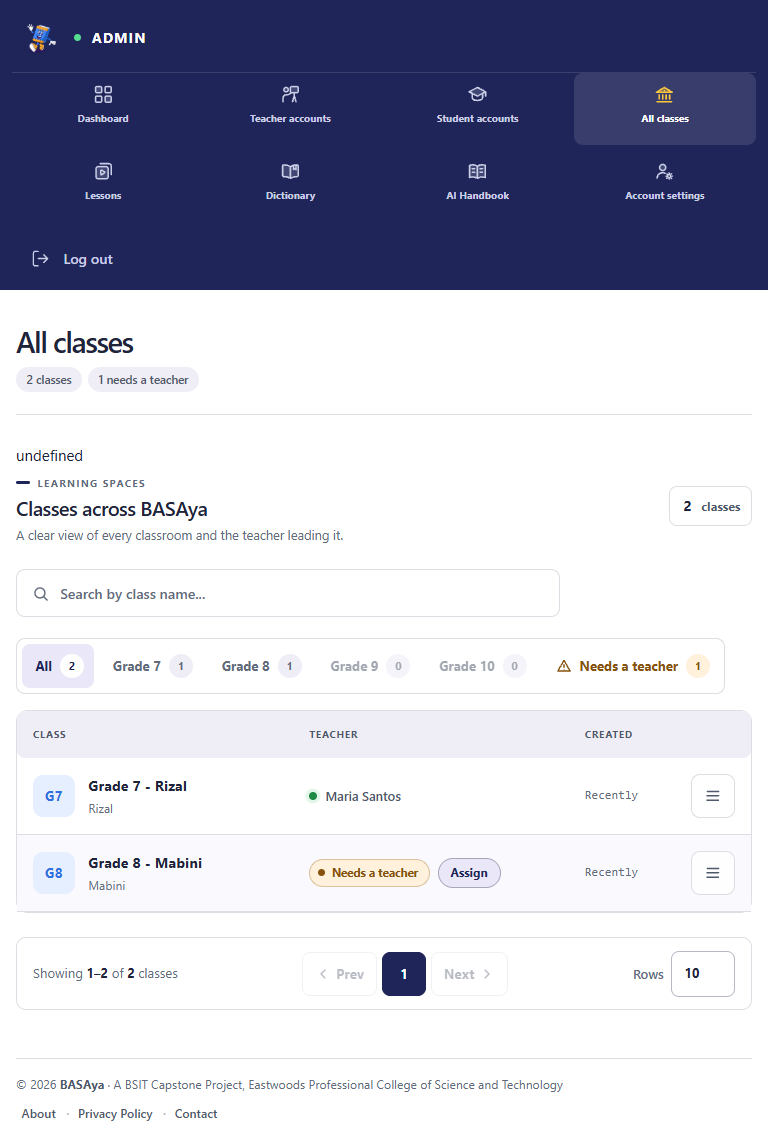 ADMIN
Dashboard
Teacher accounts
Student accounts
All classes
Lessons
Dictionary
AI Handbook
Account settings
Log out
All classes
2 classes
1 needs a teacher
undefined
LEARNING SPACES
Classes across BASAya
A clear view of every classroom and the teacher leading it.
2 classes
Search by class name...
All 2
Grade 7 1
Grade 8 1
Grade 9 0
Grade 10 0
Needs a teacher 1
CLASS TEACHER CREATED
G7
Grade 7 - Rizal
Rizal
Maria Santos
Recently
G8
Grade 8 - Mabini
Mabini
Needs a teacher
Assign
Recently
Showing 1–2 of 2 classes
Prev
1
Next
Rows 10
© 2026 BASAya · A BSIT Capstone Project, Eastwoods Professional College of Science and Technology
About · Privacy Policy · Contact